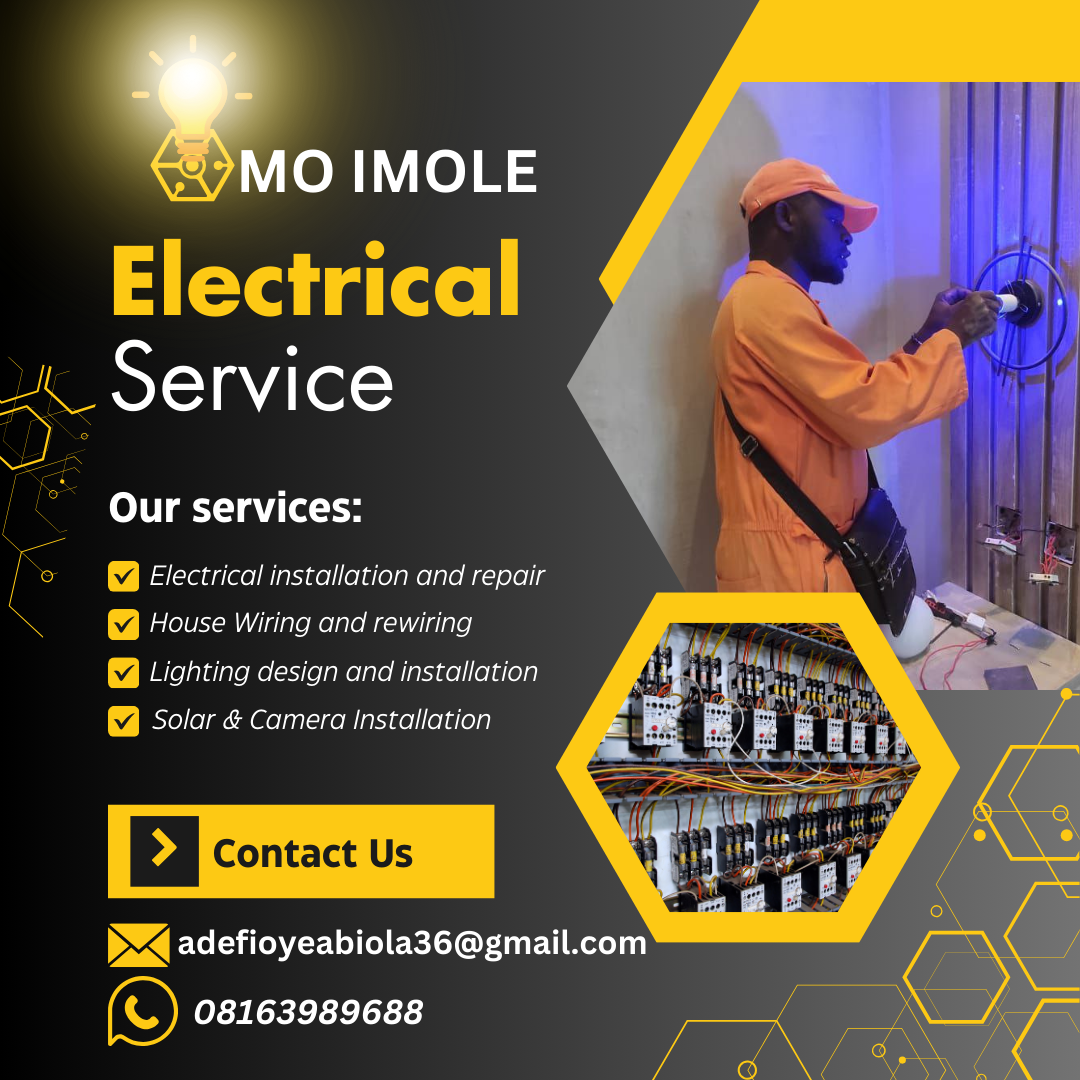 MO IMOLE
Electrical
Service
Our services:
Electrical installation and repair
House Wiring and rewiring
Lighting design and installation
Solar & Camera Installation
Contact Us
adefioyeabiola36@gmail.com
08163989688